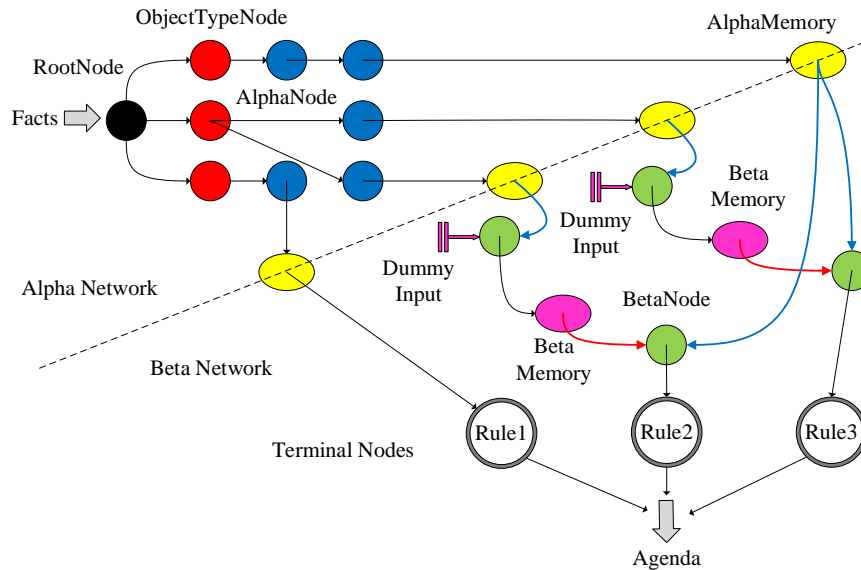 ObjectTypeNode
AlphaMemory
RootNode
AlphaNode
Facts
Beta
Memory
Dummy
Input
Dummy
Input
Alpha Network
BetaNode
Beta
Memory
Beta Network
Rule1
Rule2
Rule3
Terminal Nodes
Agenda